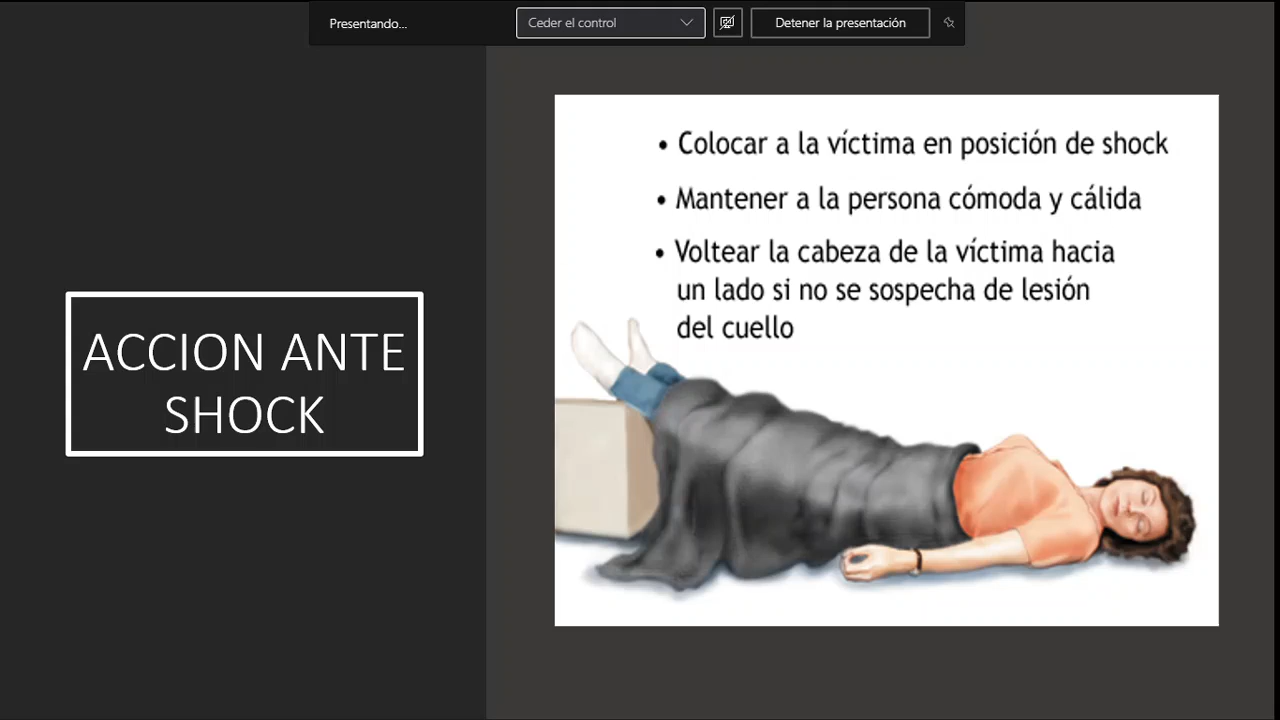 Presentando...
Ceder el control
Detener la presentación
ACCION ANTE
SHOCK
• Colocar a la víctima en posición de shock
• Mantener a la persona cómoda y cálida
• Voltear la cabeza de la víctima hacia
un lado si no se sospecha de lesión
del cuello